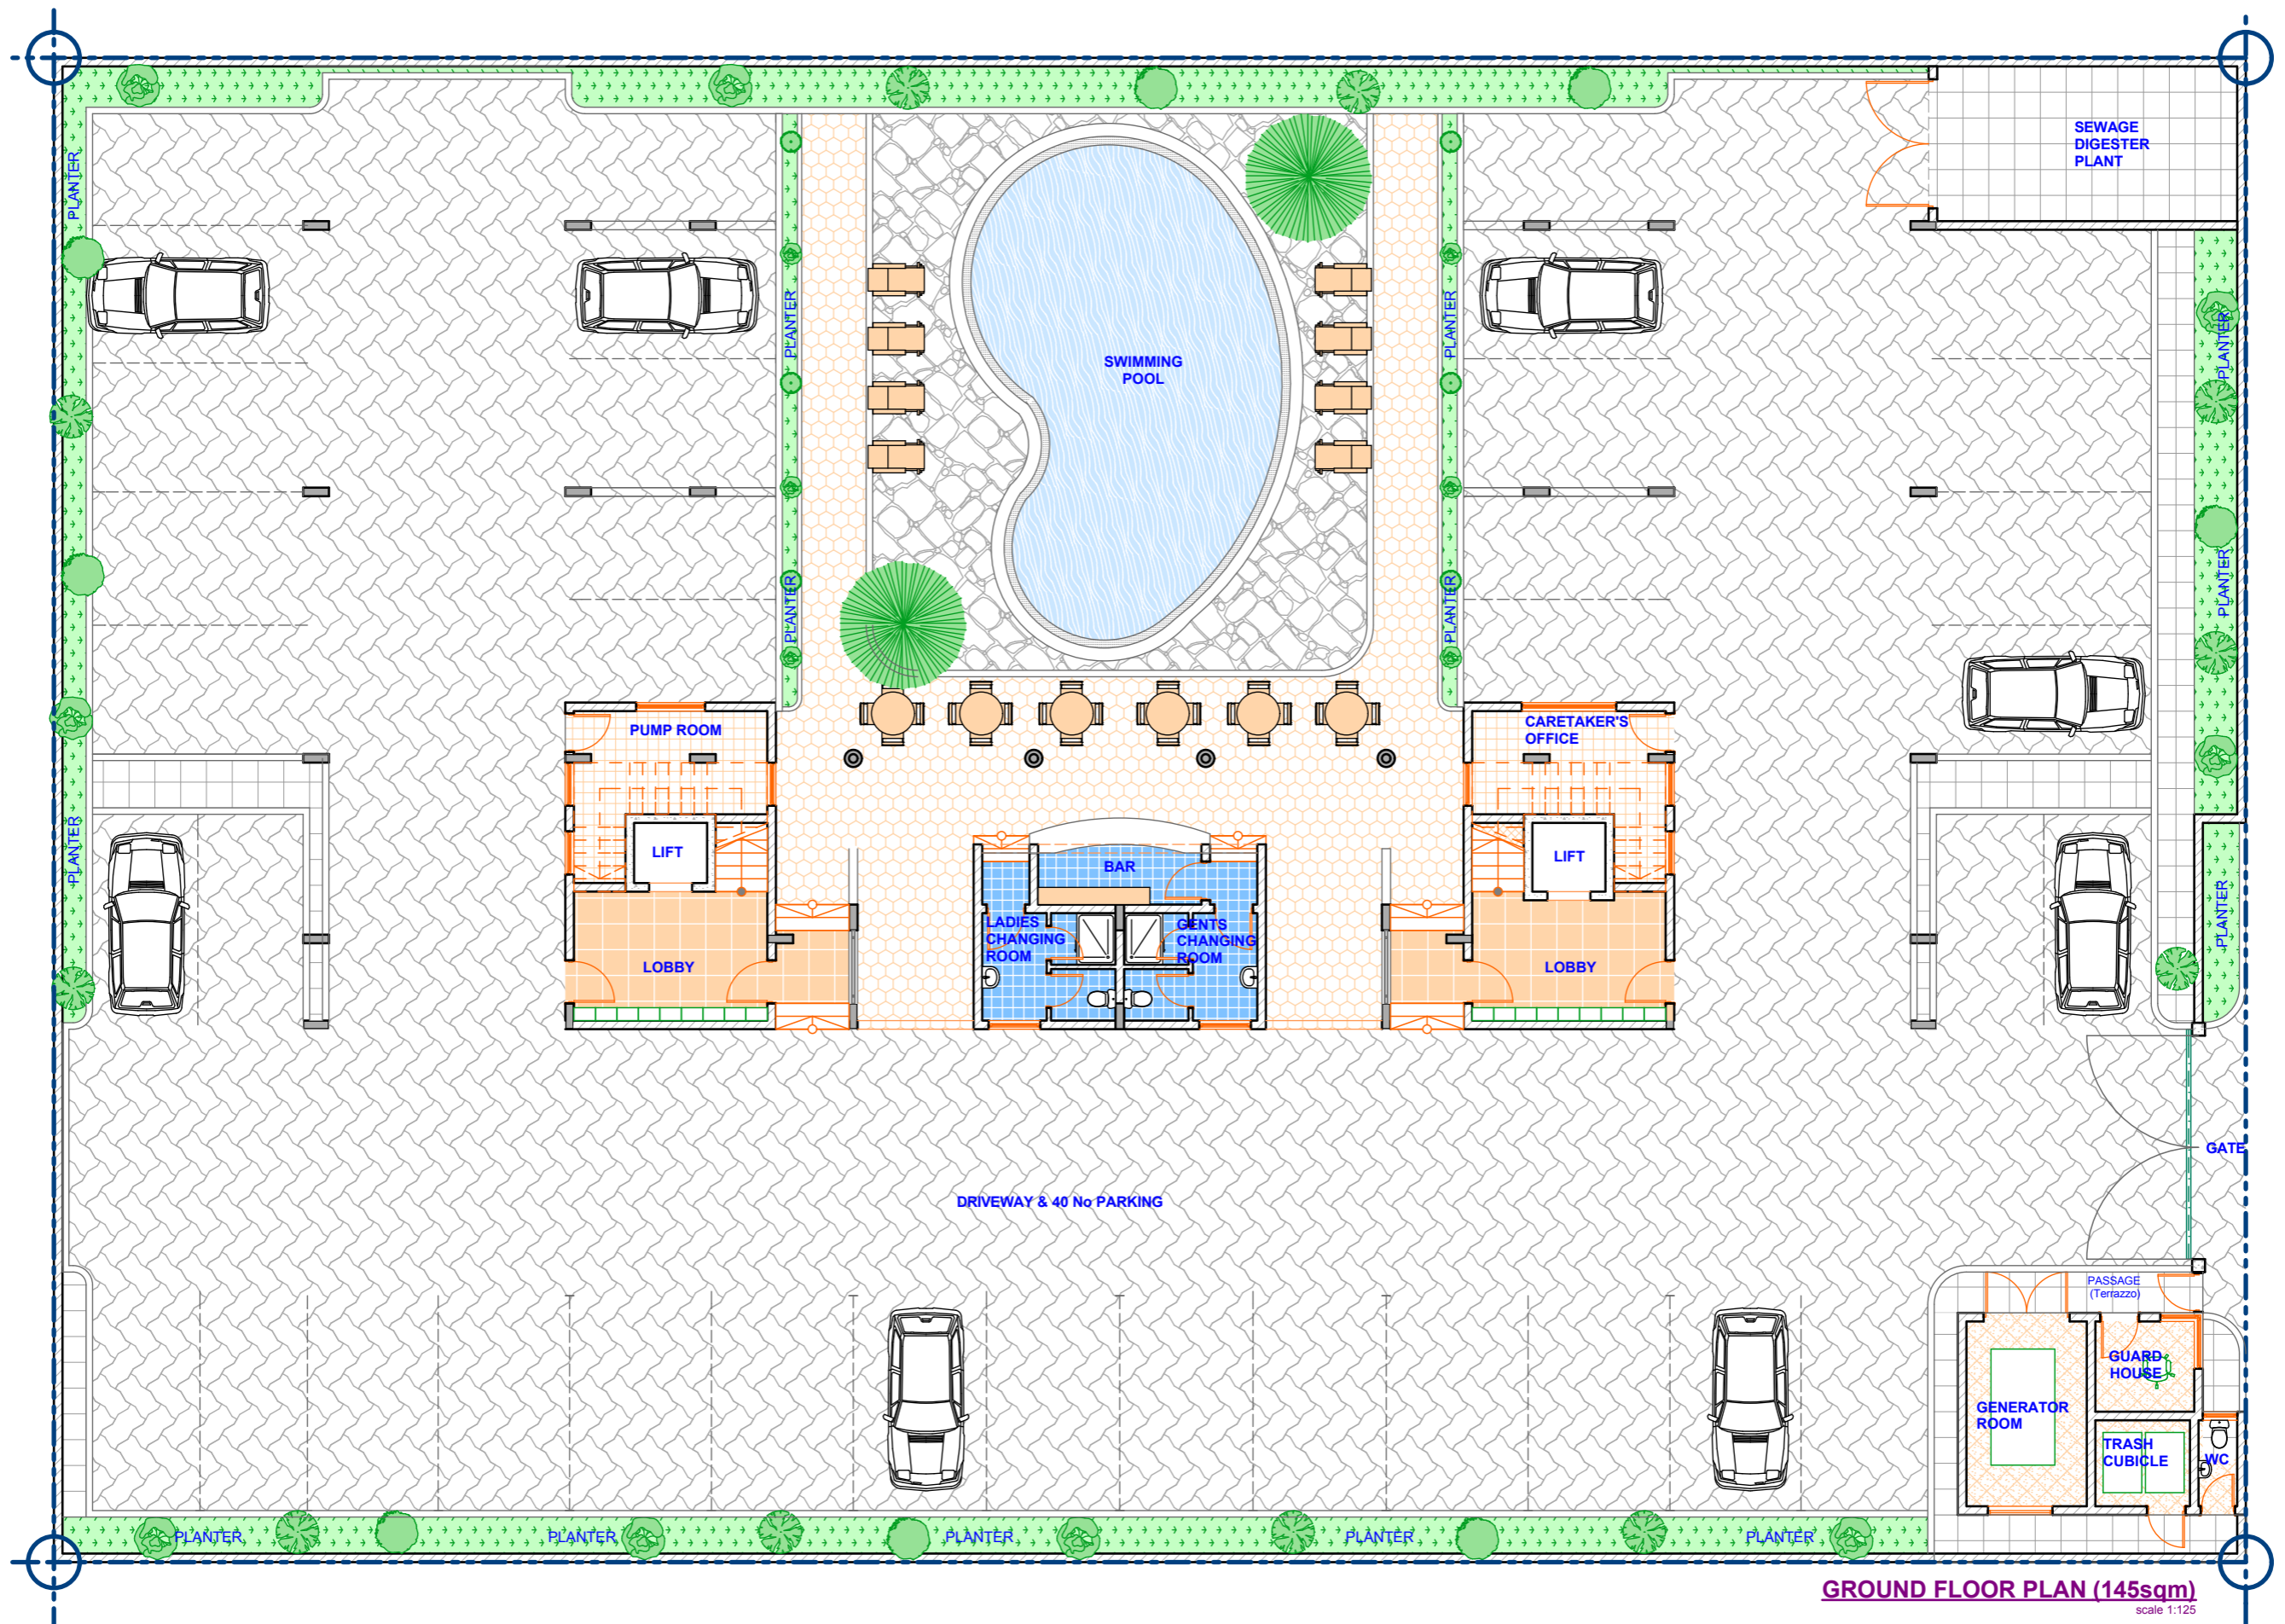 SEWAGE
DIGESTER
PLANT
PLANTER
PLANTER
PLANTER
PLANTER
SWIMMING
POOL
PLANTER
PLANTER
PLANTER
PUMP ROOM
CARETAKER'S
OFFICE
LIFT
LIFT
BAR
PLANTER
PLANTER
LADIES
CHANGING
ROOM
GENTS
CHANGING
ROOM
LOBBY
LOBBY
GATE
DRIVEWAY & 40 No PARKING
PASSAGE
(Terrazzo)
GUARD
HOUSE
GENERATOR
ROOM
TRASH
CUBICLE
WC
PLANTER
PLANTER
PLANTER
PLANTER
PLANTER
GROUND FLOOR PLAN (145sqm)
scale 1:125